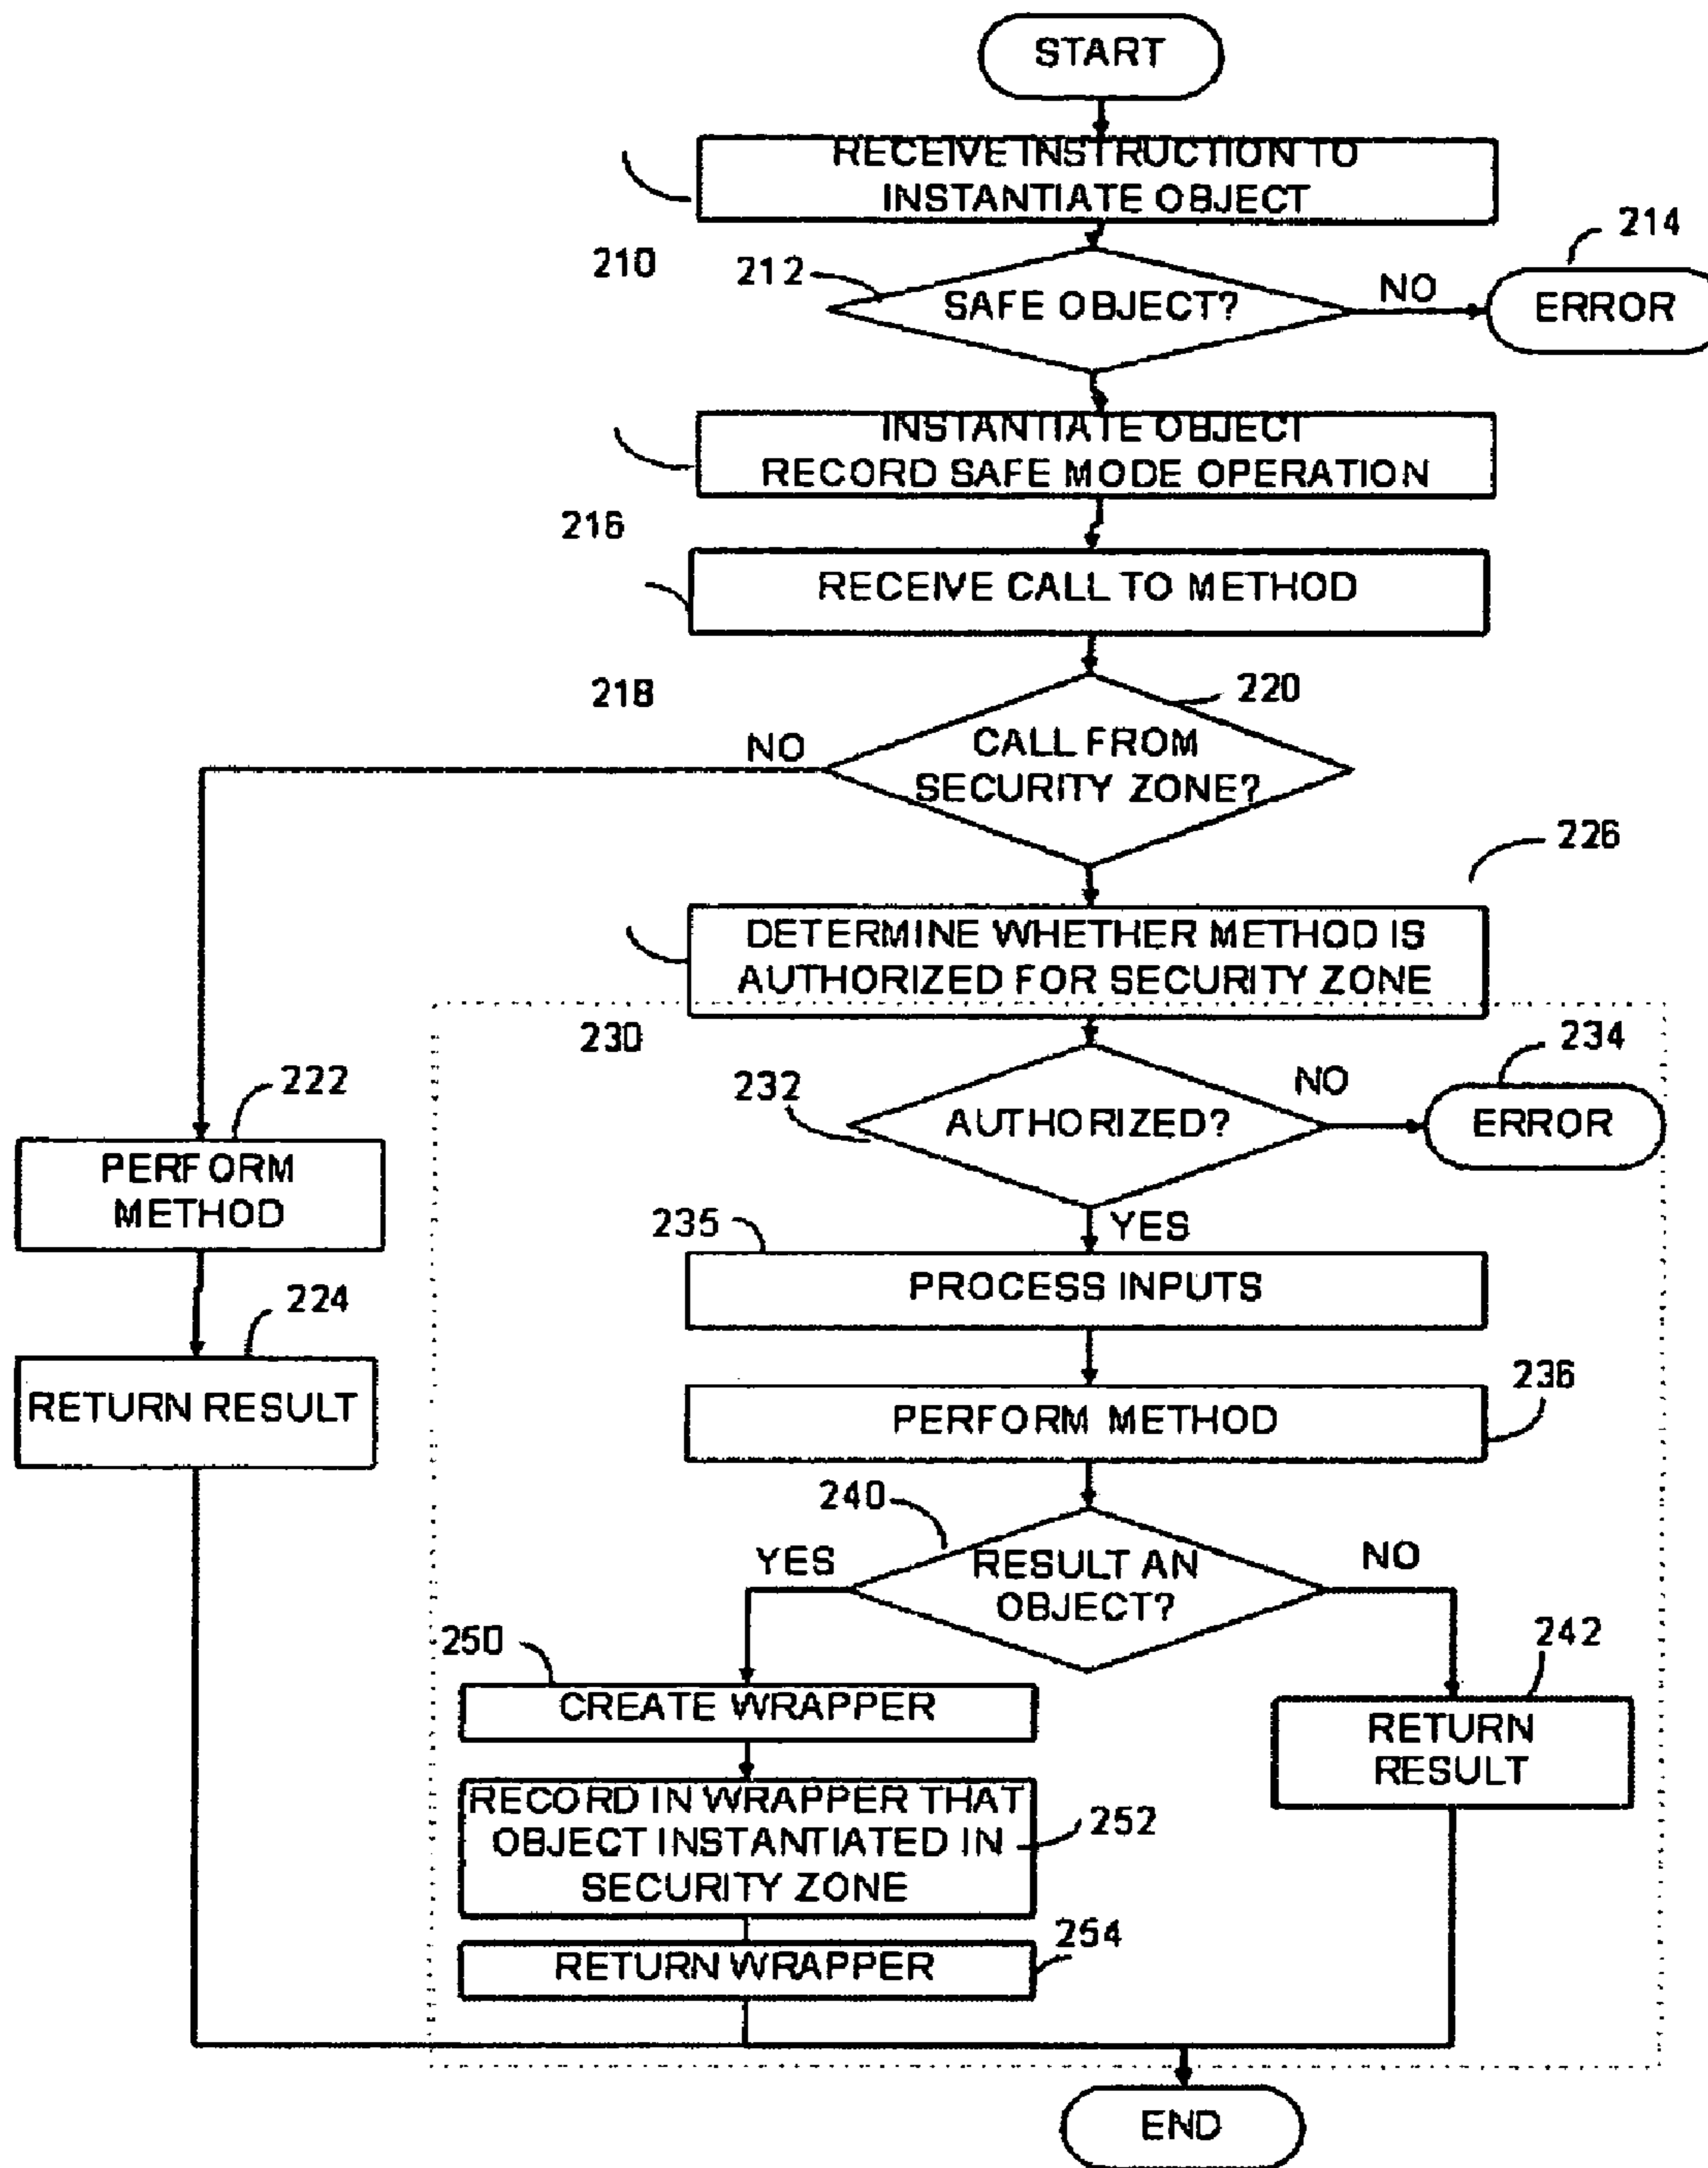 START
RECEIVE INSTRUCTION TO
INSTANTIATE OBJECT
210
212
SAFE OBJECT?
NO
214
ERROR
INSTANTIATE OBJECT
RECORD SAFE MODE OPERATION
216
RECEIVE CALL TO METHOD
218
220
NO
CALL FROM
SECURITY ZONE?
226
DETERMINE WHETHER METHOD IS
AUTHORIZED FOR SECURITY ZONE
230
232
AUTHORIZED?
NO
234
ERROR
222
PERFORM
METHOD
YES
235
PROCESS INPUTS
224
RETURN RESULT
PERFORM METHOD
236
240
YES
RESULT AN
OBJECT?
NO
250
CREATE WRAPPER
242
RETURN
RESULT
RECORD IN WRAPPER THAT
OBJECT INSTANTIATED IN
SECURITY ZONE
252
254
RETURN WRAPPER
END